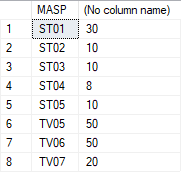 MASP (No column name)
1 ST01 30
2 ST02 10
3 ST03 10
4 ST04 8
5 ST05 10
6 TV05 50
7 TV06 50
8 TV07 20